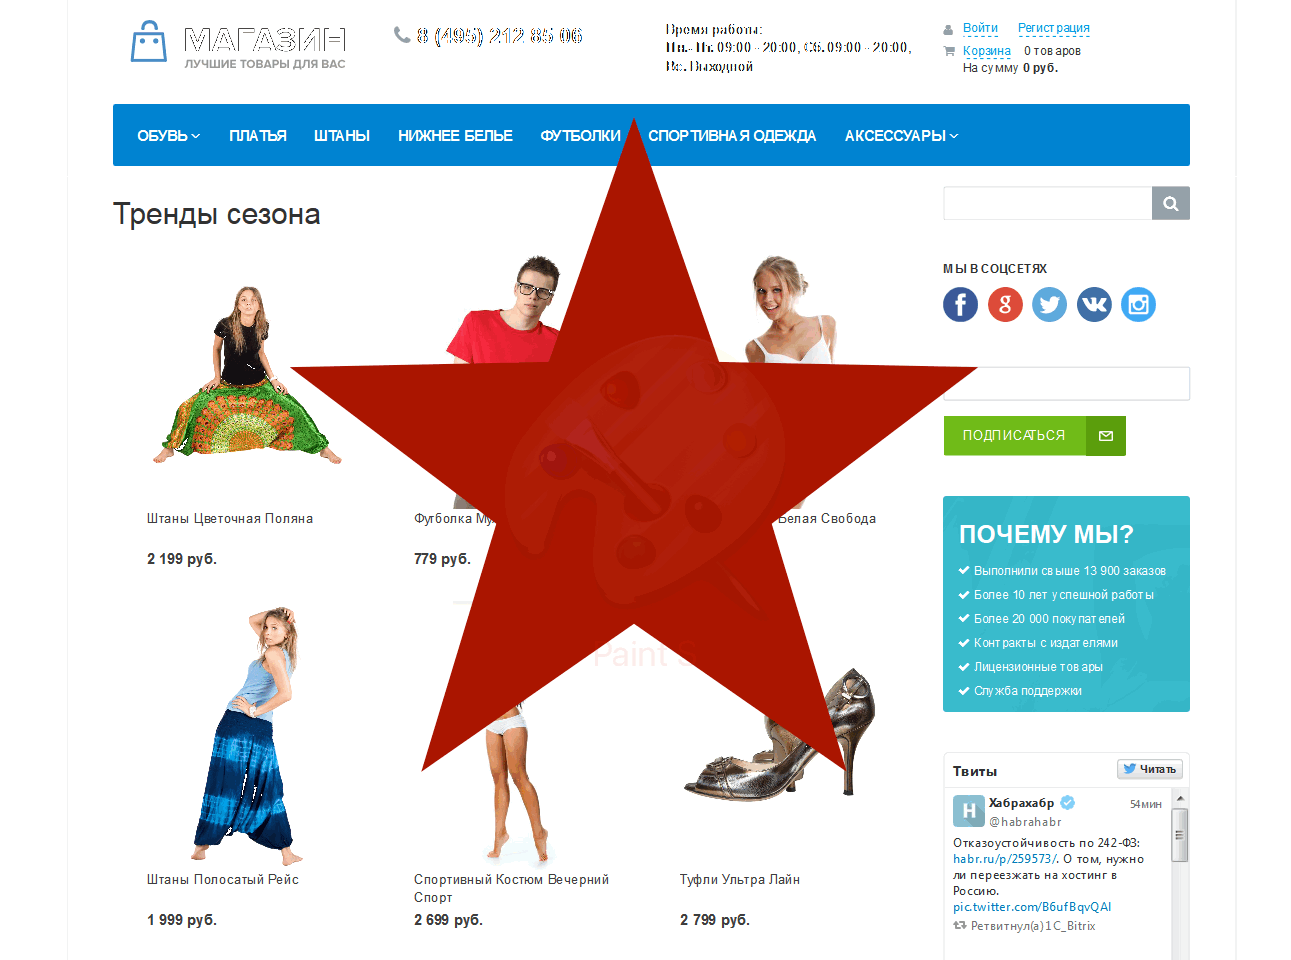 МАГАЗИН
ЛУЧШИЕ ТОВАРЫ ДЛЯ ВАС
8 (495) 212 85 06
Время работы:
Пн.- Пт. 09:00 - 20:00, Сб. 09:00 - 20:00,
Вс. Выходной
Войти Регистрация
Корзина 0 товаров
На сумму 0 руб.
ОБУВЬ ПЛАТЬЯ ШТАНЫ НИЖНЕЕ БЕЛЬЕ ФУТБОЛКИ СПОРТИВНАЯ ОДЕЖДА АКСЕССУАРЫ
Тренды сезона
МЫ В СОЦСЕТЯХ
ПОДПИСАТЬСЯ
Штаны Цветочная Поляна
2 199 руб.
Футболка
779 руб.
Белая Свобода
Paint S
ПОЧЕМУ МЫ?
Выполнили свыше 13 900 заказов
Более 10 лет успешной работы
Более 20 000 покупателей
Контракты с издателями
Лицензионные товары
Служба поддержки
Штаны Полосатый Рейс
1 999 руб.
Спортивный Костюм Вечерний
Спорт
2 699 руб.
Туфли Ультра Лайн
2 799 руб.
Твиты Читать
Хабрахабр 54мин
@habrahabr
Отказоустойчивость по 242-ФЗ:
habr.ru/p/259573/. О том, нужно
ли переезжать на хостинг в
Россию.
pic.twitter.com/B6ufBqvQAl
Ретвитнул(а) 1C_Bitrix